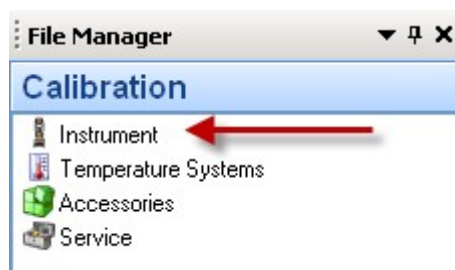 File Manager
Calibration
Instrument
Temperature Systems
Accessories
Service